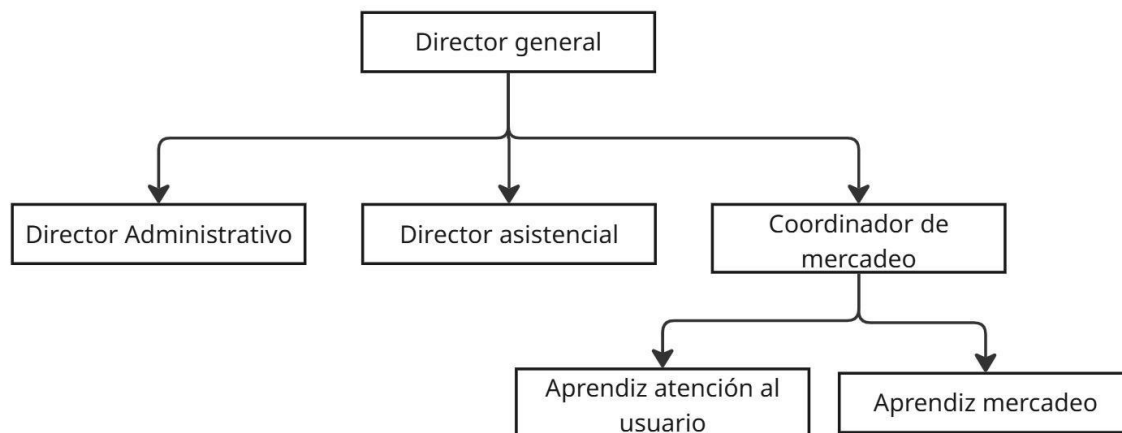 Director general
Director Administrativo
Director asistencial
Coordinador de
mercadeo
Aprendiz atención al
usuario
Aprendiz mercadeo